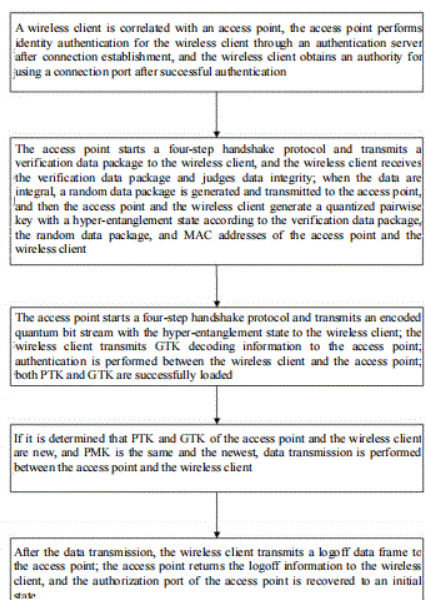 A wireless client is correlated with an access point, the access point performs
identity authentication for the wireless client through an authentication server
after connection establishment, and the wireless client obtains an authority for
using a connection port after successful authentication
The access point starts a four-step handshake protocol and transmits a
verification data package to the wireless client, and the wireless client receives
the verification data package and judges data integrity; when the data are
integral, a random data package is generated and transmitted to the access point,
and then the access point and the wireless client generate a quantized pairwise
key with a hyper-entanglement state according to the verification data package,
the random data package, and MAC addresses of the access point and the
wireless client
The access point starts a four-step handshake protocol and transmits an encoded
quantum bit stream with the hyper-entanglement state to the wireless client; the
wireless client transmits GTK decoding information to the access point;
authentication is performed between the wireless client and the access point;
both PTK and GTK are successfully loaded
If it is determined that PTK and GTK of the access point and the wireless client
are new, and PMK is the same and the newest, data transmission is performed
between the access point and the wireless client
After the data transmission, the wireless client transmits a logoff data frame to
the access point; the access point returns the logoff information to the wireless
client, and the authorization port of the access point is recovered to an initial
state